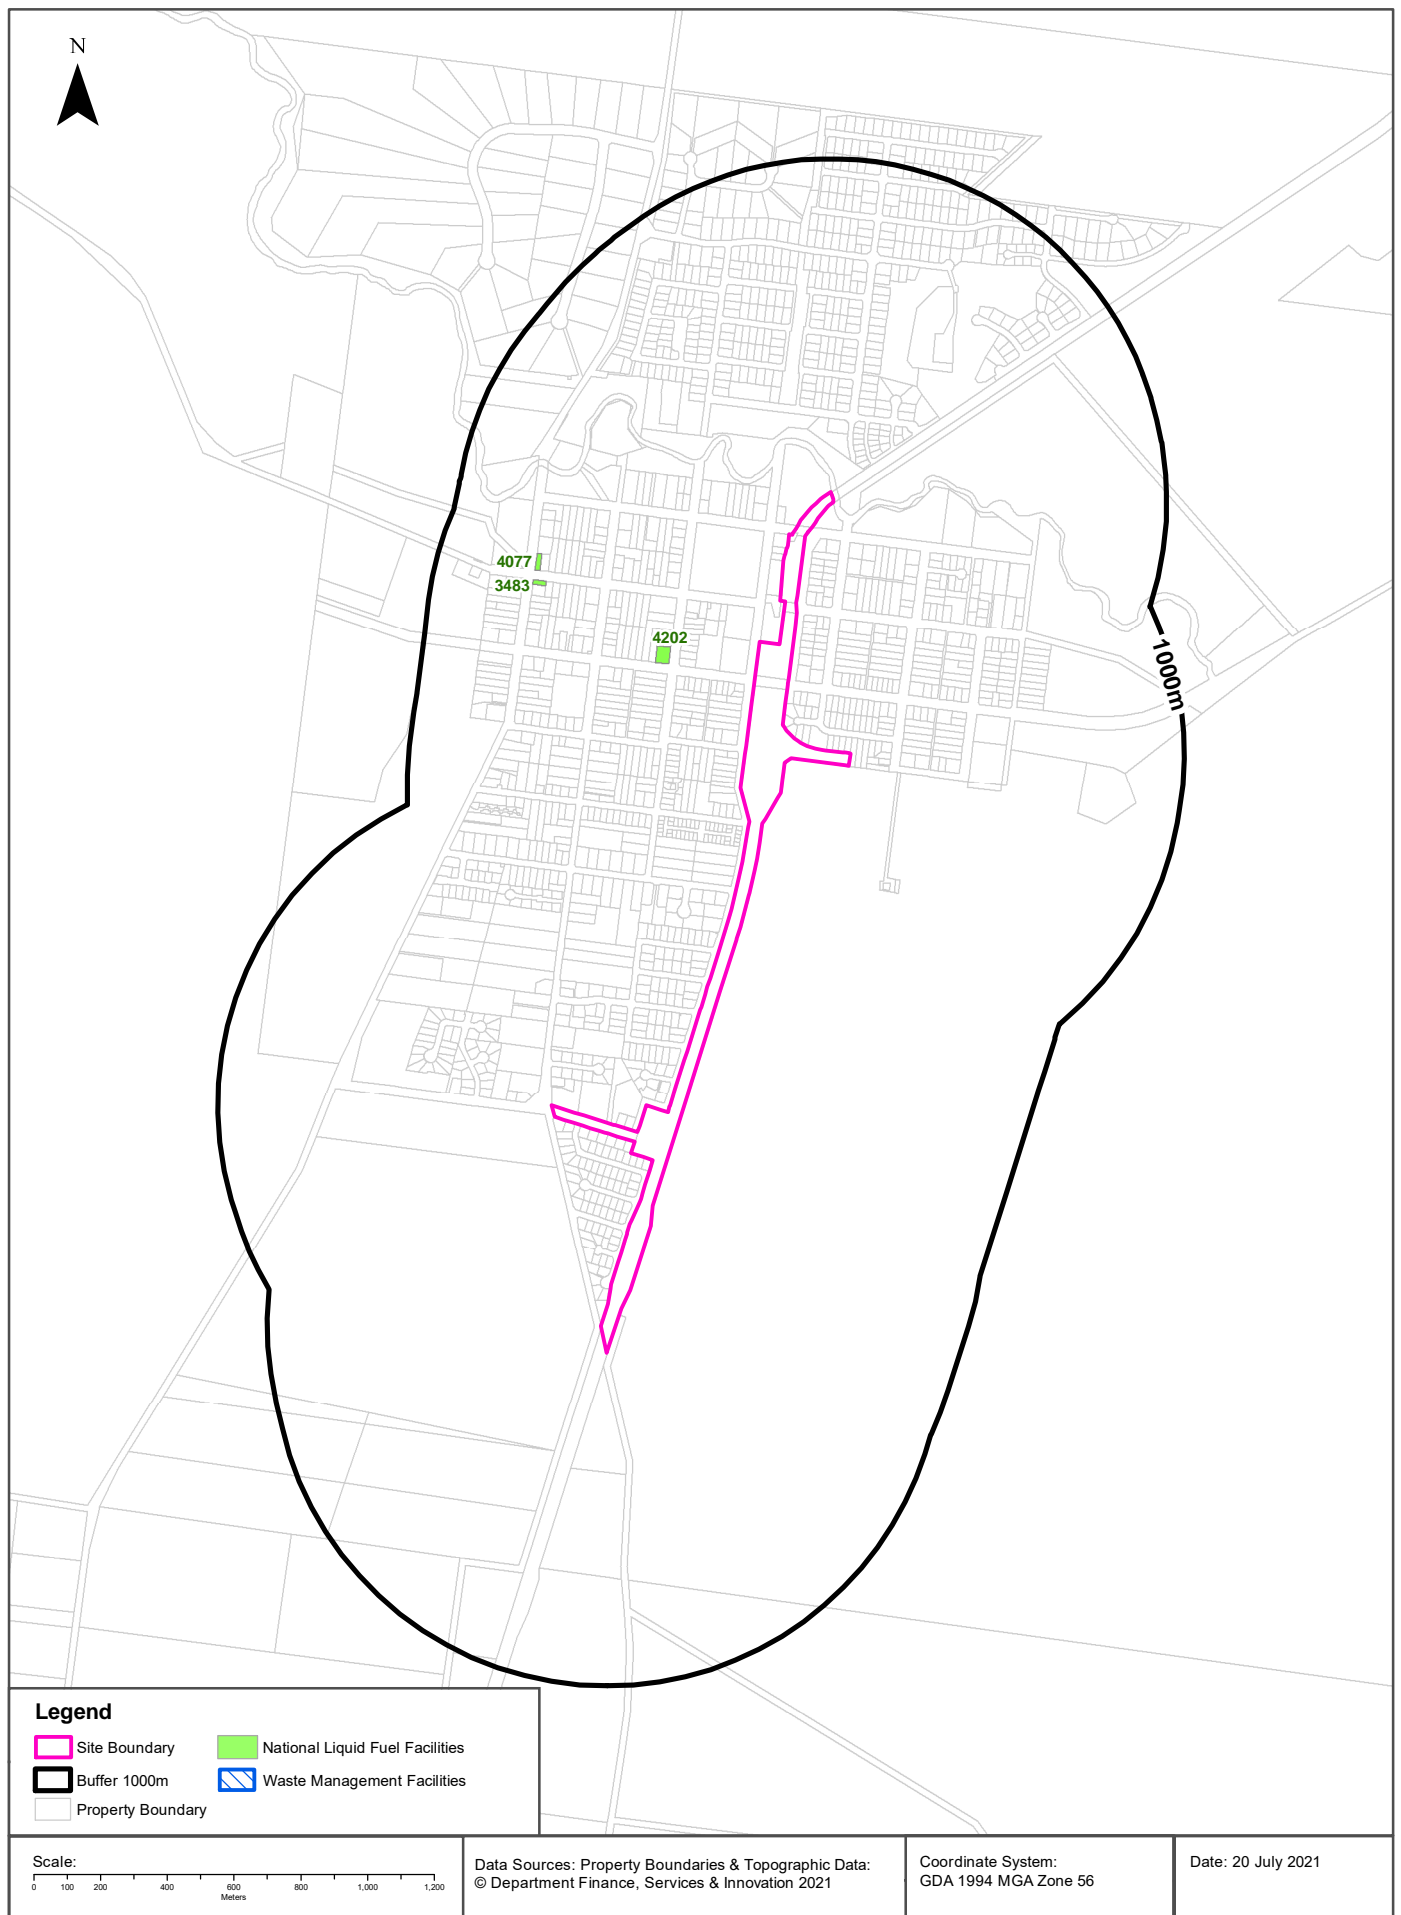 N
4077
3483
4202
1000m
Legend
Site Boundary
National Liquid Fuel Facilities
Buffer 1000m
Waste Management Facilities
Property Boundary
Scale:
0 100 200 400 600 800 1,000 1,200
Meters
Data Sources: Property Boundaries & Topographic Data:
© Department Finance, Services & Innovation 2021
Coordinate System:
GDA 1994 MGA Zone 56
Date: 20 July 2021